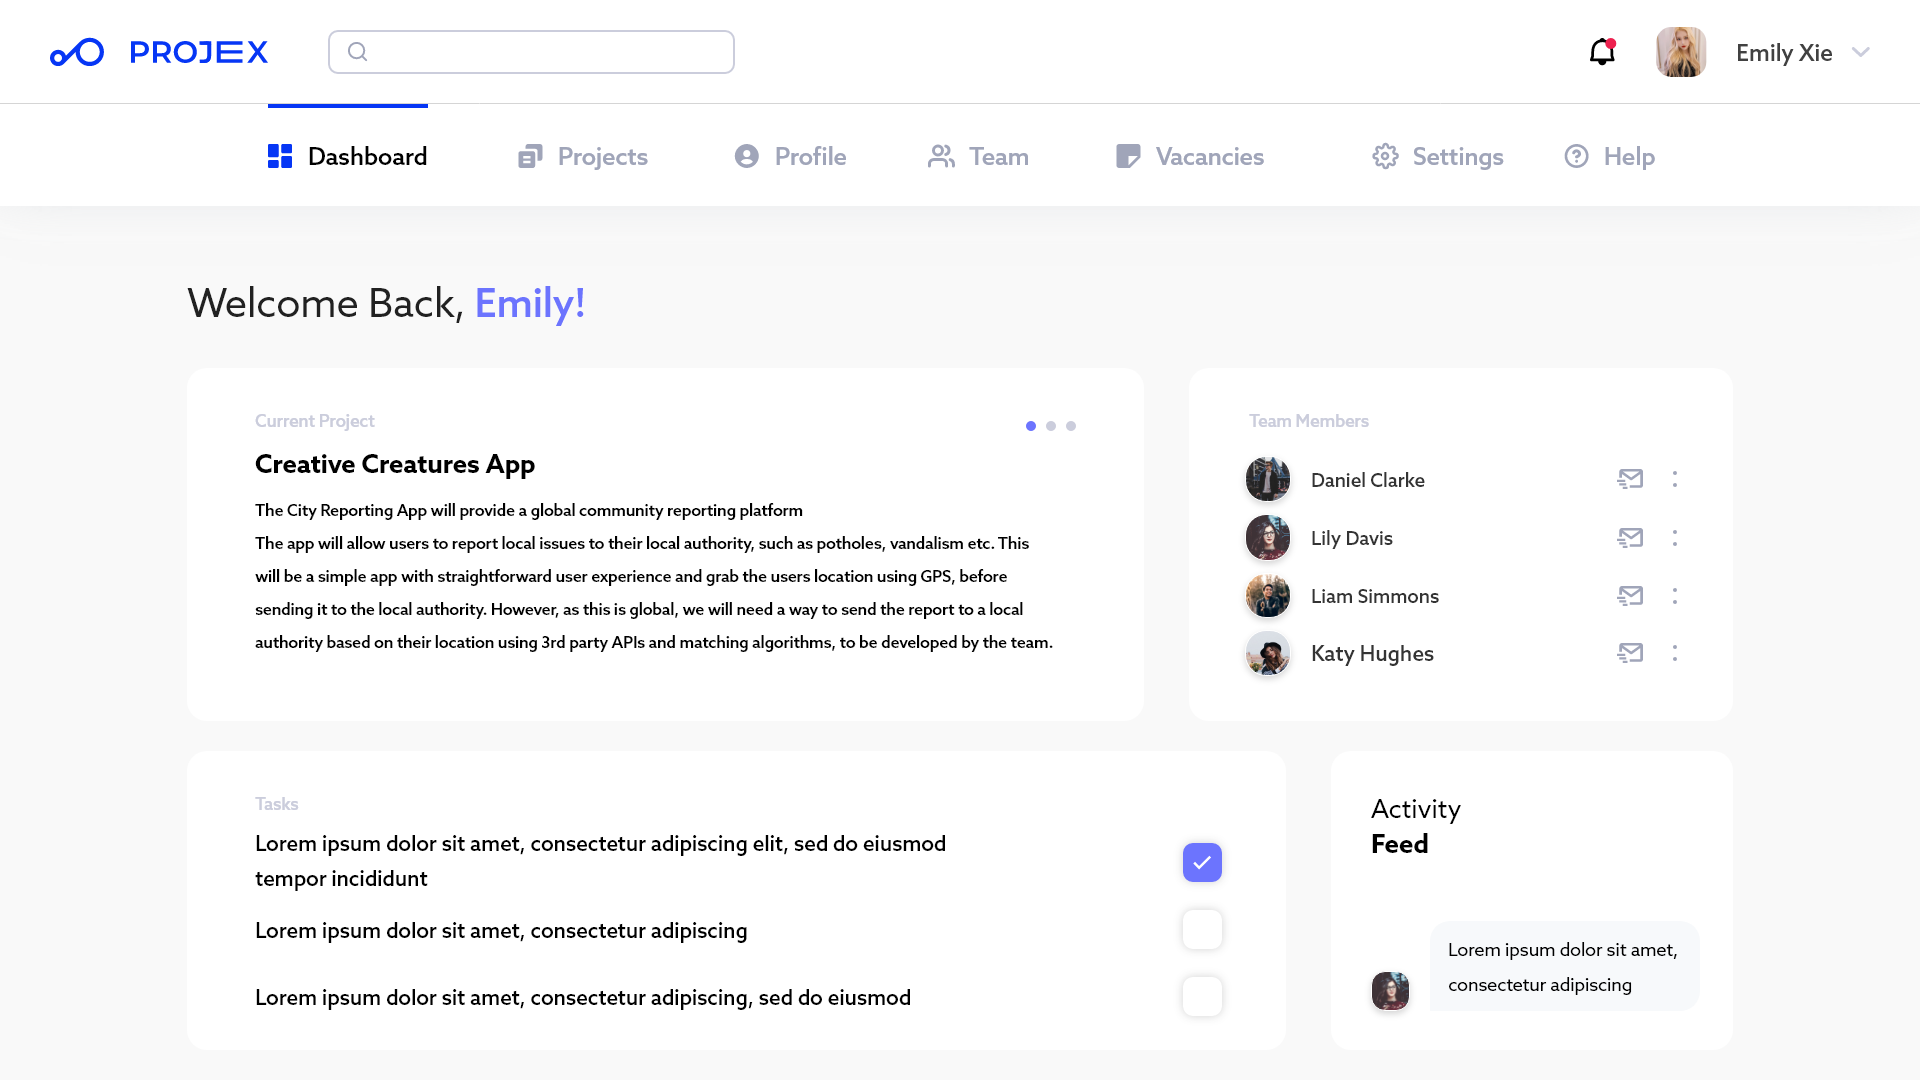 PROJEX
Emily Xie
Dashboard
Projects
Profile
Team
Vacancies
Settings
Help
Welcome Back, Emily!
Current Project
Creative Creatures App
The City Reporting App will provide a global community reporting platform
The app will allow users to report local issues to their local authority, such as potholes, vandalism etc. This
will be a simple app with straightforward user experience and grab the users location using GPS, before
sending it to the local authority. However, as this is global, we will need a way to send the report to a local
authority based on their location using 3rd party APIs and matching algorithms, to be developed by the team.
Team Members
Daniel Clarke
Lily Davis
Liam Simmons
Katy Hughes
Tasks
Lorem ipsum dolor sit amet, consectetur adipiscing elit, sed do eiusmod
tempor incididunt
Lorem ipsum dolor sit amet, consectetur adipiscing
Lorem ipsum dolor sit amet, consectetur adipiscing, sed do eiusmod
Activity
Feed
Lorem ipsum dolor sit amet,
consectetur adipiscing